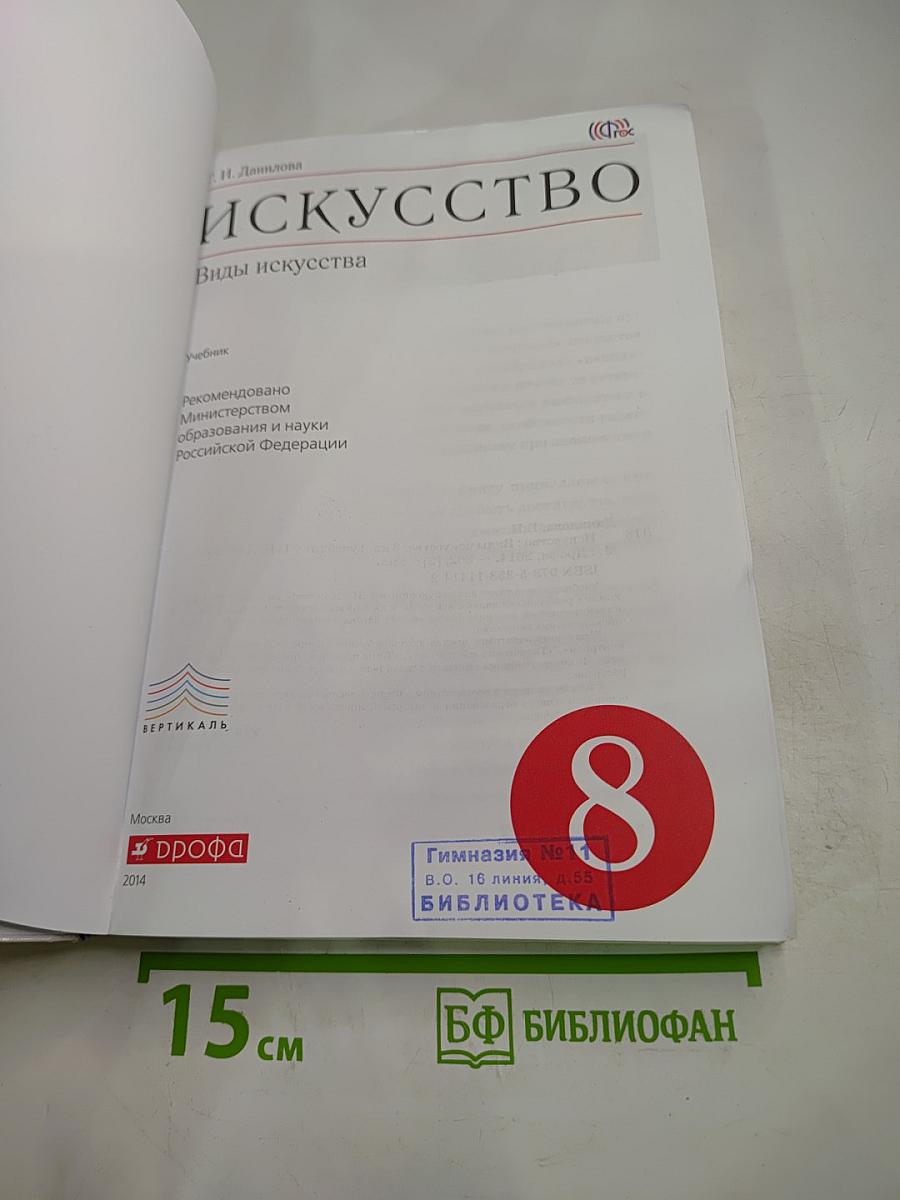 Г. И. Данилова
ФГОС
ИСКУССТВО
Виды искусства
Учебник
Рекомендовано
Министерством
образования и науки
Российской Федерации
ВЕРТИКАЛЬ
8
Москва
ДРОФА
2014
Гимназия №11
В.О. 16 линия, д.55
БИБЛИОТЕКА
15 см
БФ БИБЛИОФАН